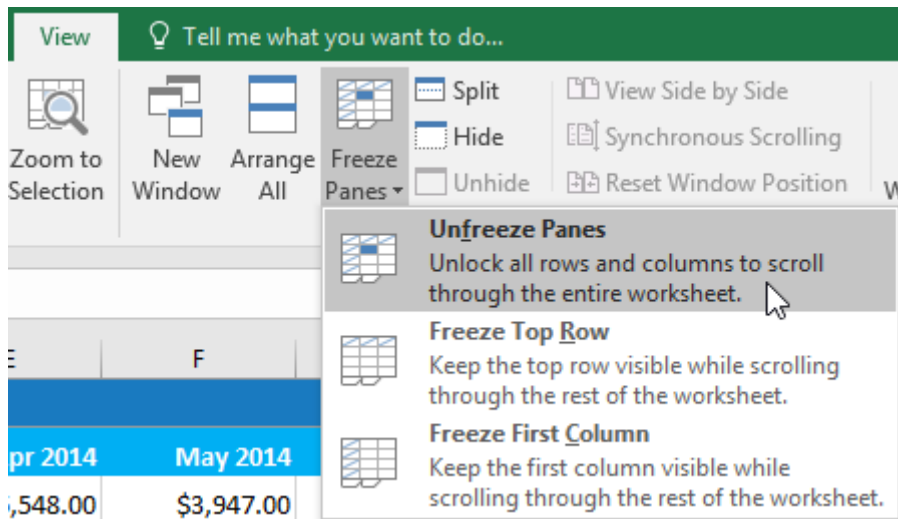 View
Tell me what you want to do...
Zoom to
Selection
New
Window
Arrange
All
Freeze
Panes
Split
Hide
Unhide
View Side by Side
Synchronous Scrolling
Reset Window Position
Unfreeze Panes
Unlock all rows and columns to scroll
through the entire worksheet.
Freeze Top Row
Keep the top row visible while scrolling
through the rest of the worksheet.
Freeze First Column
Keep the first column visible while
scrolling through the rest of the worksheet.
F
pr 2014
May 2014
,548.00
$3,947.00